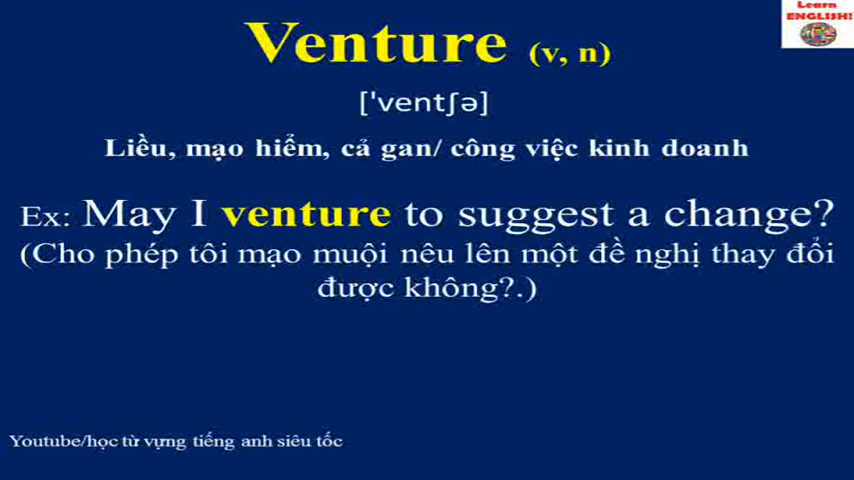 Learn
ENGLISH!
Venture (v, n)
['ventʃə]
Liều, mạo hiểm, cả gan/ công việc kinh doanh
Ex: May I venture to suggest a change?
(Cho phép tôi mạo muội nêu lên một đề nghị thay đổi
được không?.)
Youtube/học từ vựng tiếng anh siêu tốc